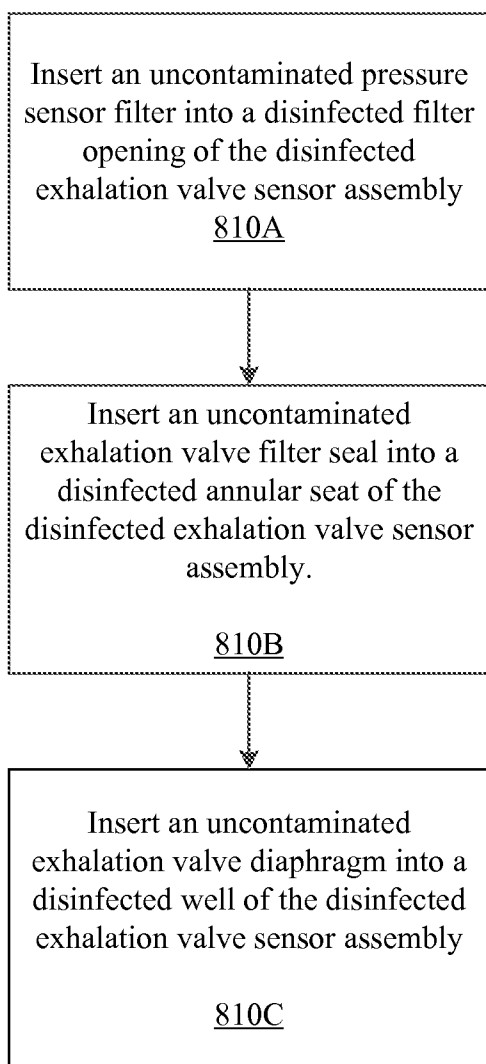 Insert an uncontaminated pressure
sensor filter into a disinfected filter
opening of the disinfected
exhalation valve sensor assembly
810A
Insert an uncontaminated
exhalation valve filter seal into a
disinfected annular seat of the
disinfected exhalation valve sensor
assembly.
810B
Insert an uncontaminated
exhalation valve diaphragm into a
disinfected well of the disinfected
exhalation valve sensor assembly
810C